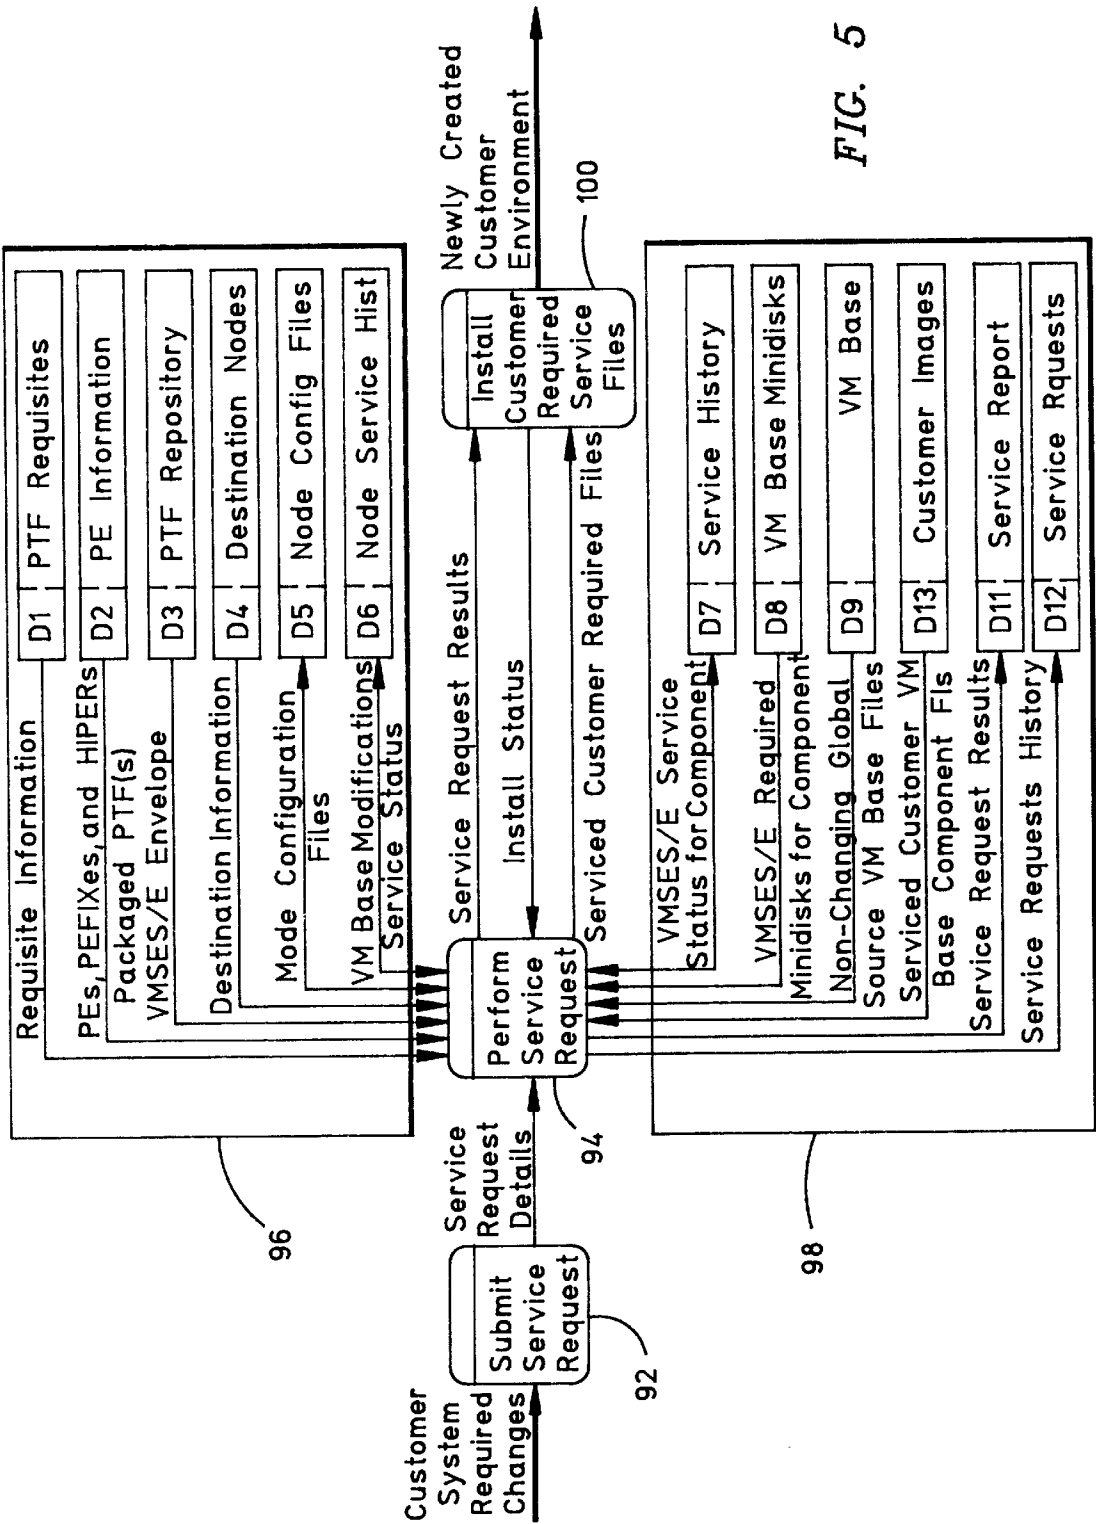 Requisite Information
D1 PTF Requisites
PEs, PEFIXes, and HIPERs
D2 PE Information
Packaged PTF(s)
VMSES/E Envelope
D3 PTF Repository
Destination Information
D4 Destination Nodes
Mode Configuration
Files
D5 Node Config Files
VM Base Modifications
Service Status
D6 Node Service Hist
96
Customer
System
Required
Changes
Submit
Service
Request
92
Service
Request
Details
Perform
Service
Request
94
Service Request Results
Install Status
Serviced Customer Required Files
Install
Customer
Required
Service
Files
100
Newly Created
Customer
Environment
VMSES/E Service
Status for Component
D7 Service History
VMSES/E Required
Minidisks for Component
D8 VM Base Minidisks
Non-Changing Global
Source VM Base Files
D9 VM Base
Serviced Customer VM
Base Component FIs
D13 Customer Images
Service Request Results
D11 Service Report
Service Requests History
D12 Service Rquests
98
FIG. 5